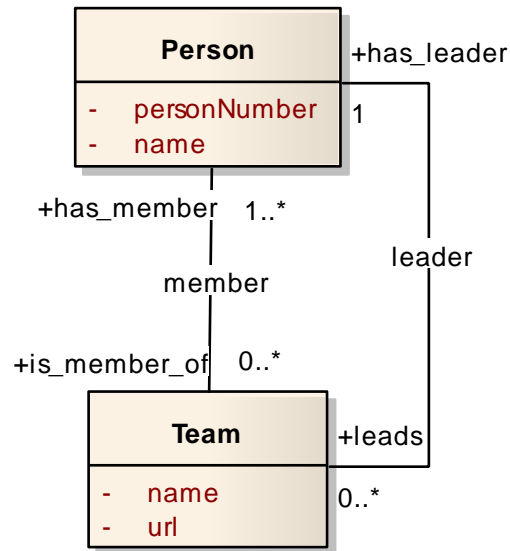 Person
+has_leader
- personNumber
1
- name
+has_member
1..*
leader
member
+is_member_of
0..*
Team
+leads
- name
0..*
- url